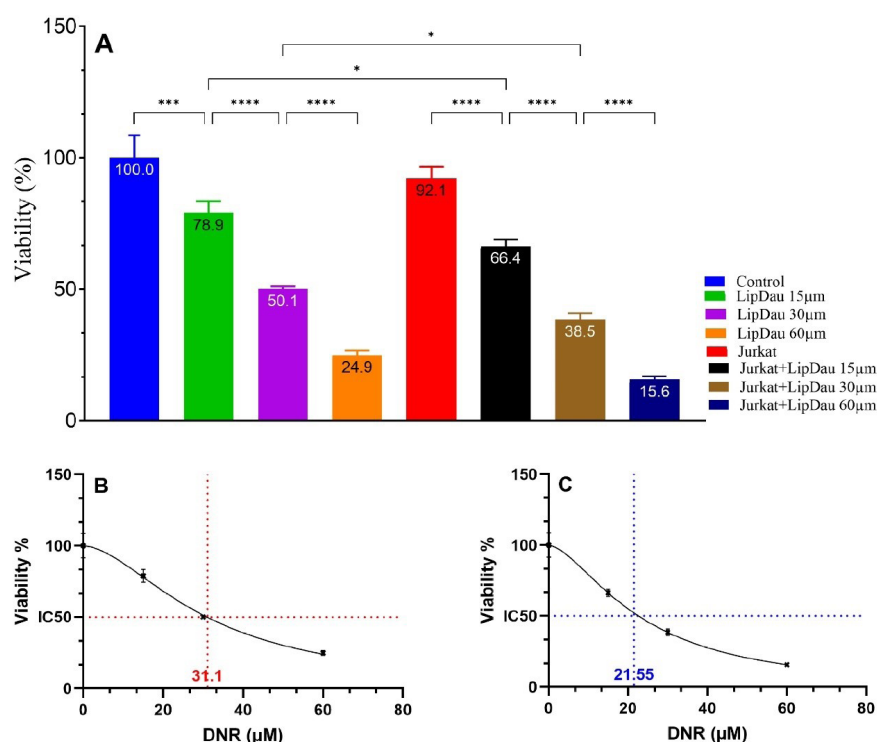 A
Viability (%)
150
100
50
0
*
*
***
****
****
****
****
****
100.0
78.9
50.1
24.9
92.1
66.4
38.5
15.6
Control
LipDau 15µm
LipDau 30µm
LipDau 60µm
Jurkat
Jurkat+LipDau 15µm
Jurkat+LipDau 30µm
Jurkat+LipDau 60µm
B
Viability %
150
100
IC50
0
31.1
0 20 40 60 80
DNR (µM)
C
Viability %
150
100
IC50
0
21.55
0 20 40 60 80
DNR (µM)